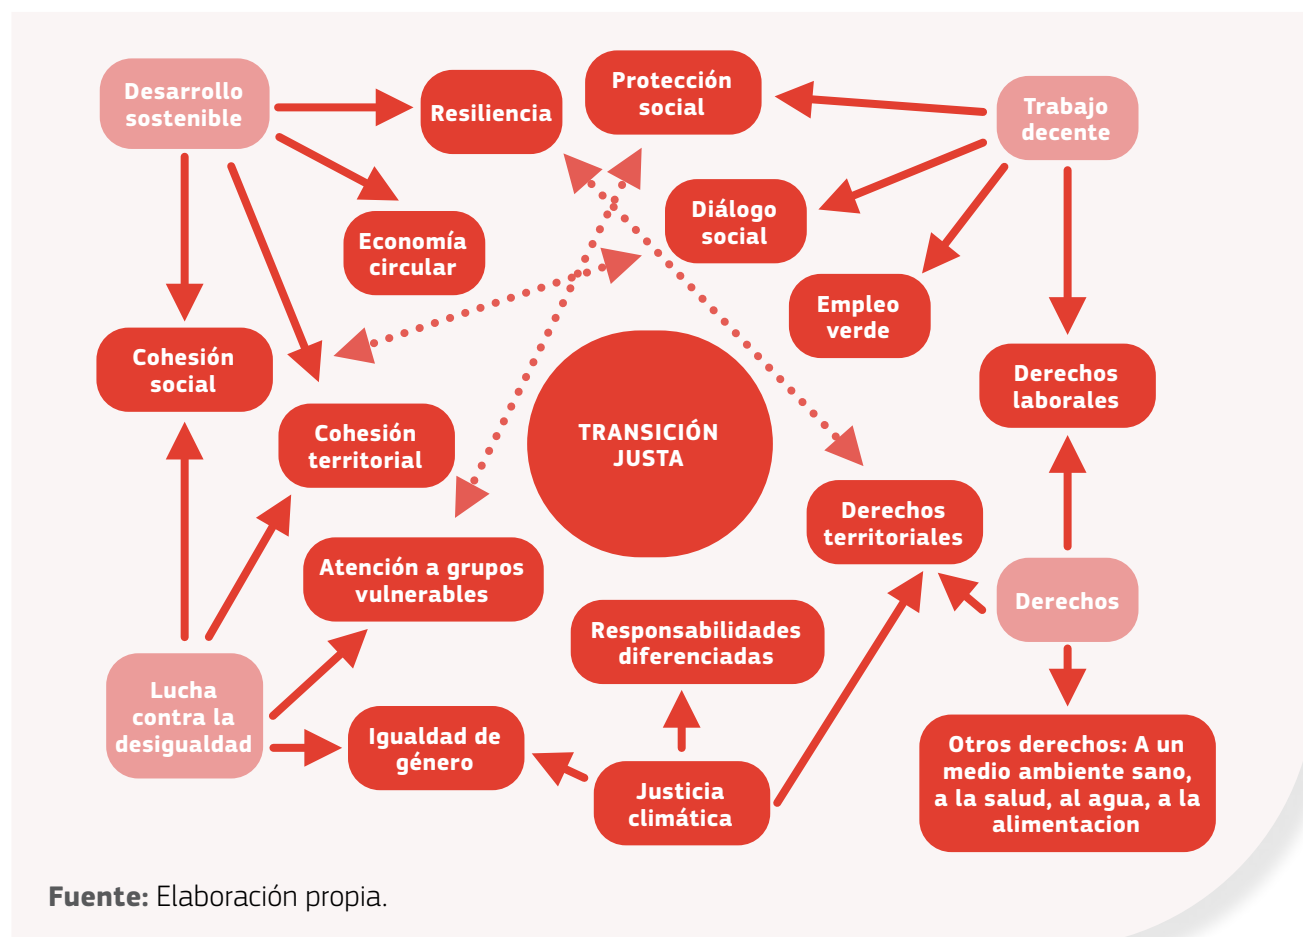 Desarrollo
sostenible
Resiliencia
Protección
social
Trabajo
decente
Diálogo
social
Economía
circular
Empleo
verde
Cohesión
social
Derechos
laborales
Cohesión
territorial
TRANSICIÓN
JUSTA
Derechos
territoriales
Atención a grupos
vulnerables
Derechos
Responsabilidades
diferenciadas
Lucha
contra la
desigualdad
Igualdad de
género
Justicia
climática
Otros derechos: A un
medio ambiente sano,
a la salud, al agua, a la
alimentacion
Fuente: Elaboración propia.